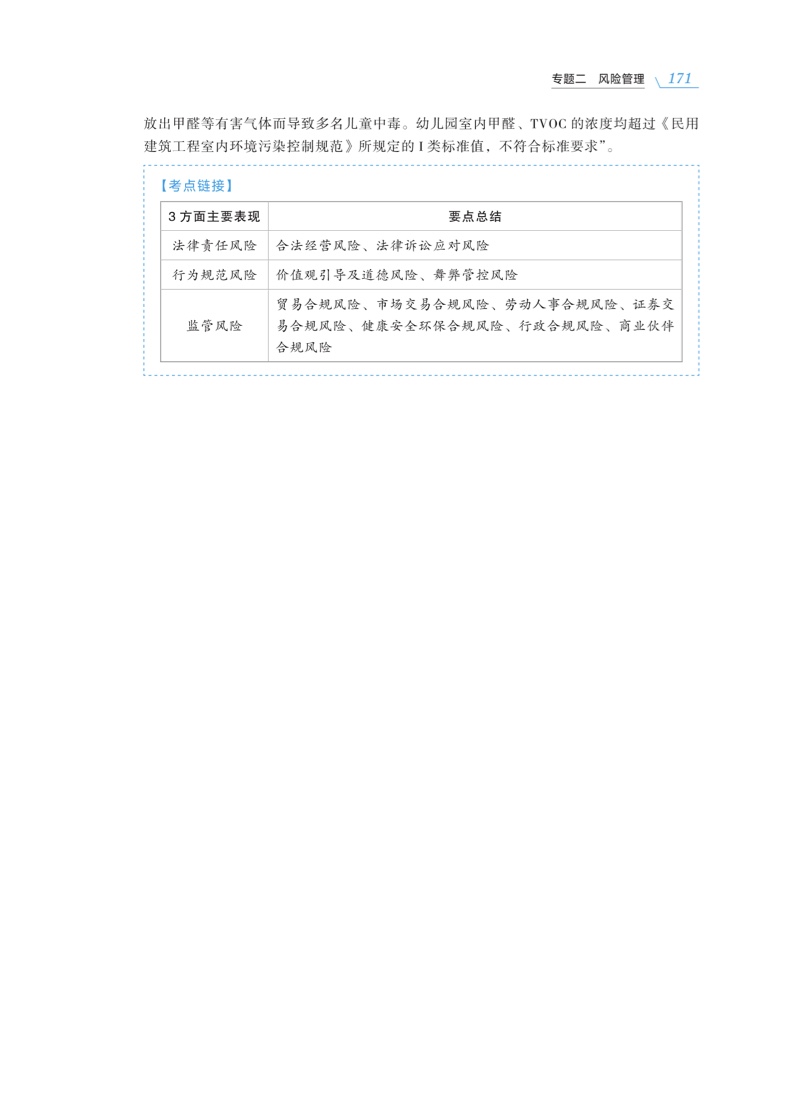 专题二 风险管理 171
放出甲醛等有害气体而导致多名儿童中毒。幼儿园室内甲醛、TVOC 的浓度均超过《民用
建筑工程室内环境污染控制规范》所规定的 I 类标准值，不符合标准要求”。
【考点链接】
3 方面主要表现 要点总结
法律责任风险 合法经营风险、法律诉讼应对风险
行为规范风险 价值观引导及道德风险、舞弊管控风险
贸易合规风险、市场交易合规风险、劳动人事合规风险、证券交
监管风险 易合规风险、健康安全环保合规风险、行政合规风险、商业伙伴
合规风险